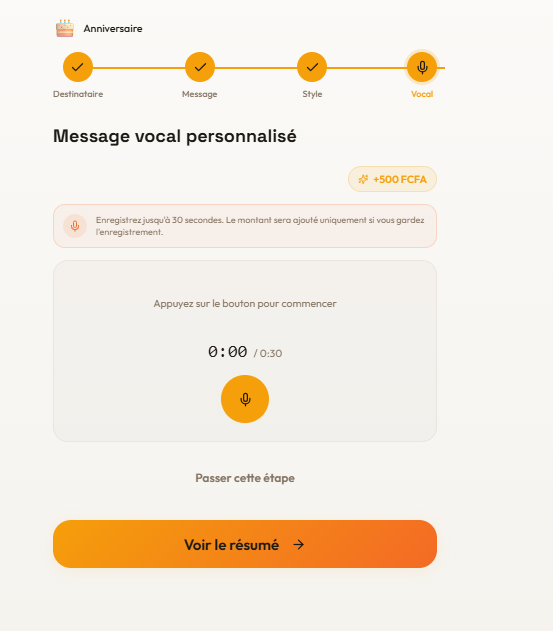 Anniversaire
Destinataire
Message
Style
Vocal
Message vocal personnalisé
+500 FCFA
Enregistrez jusqu'à 30 secondes. Le montant sera ajouté uniquement si vous gardez
l'enregistrement.
Appuyez sur le bouton pour commencer
0:00 / 0:30
Passer cette étape
Voir le résumé →